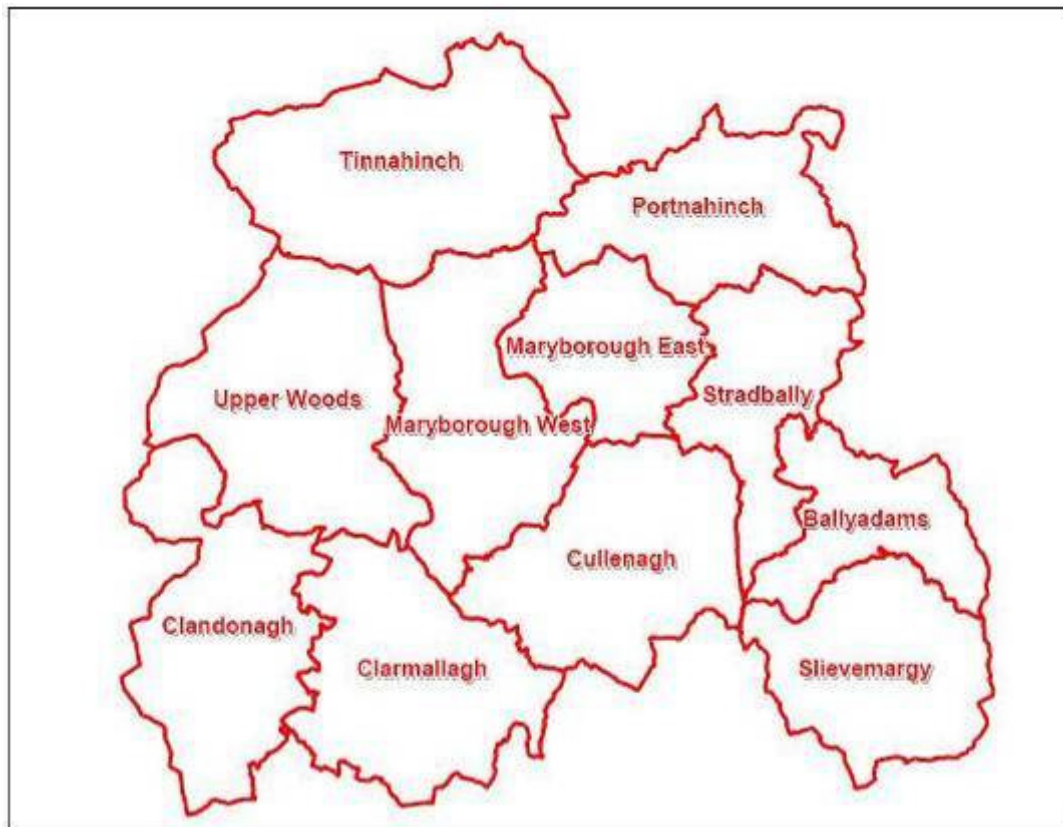 Tinnahinch
Portnahinch
Maryborough East
Upper Woods
Stradbally
Maryborough West
Ballyadams
Cullenagh
Clandonagh
Clarmallagh
Slievemargy